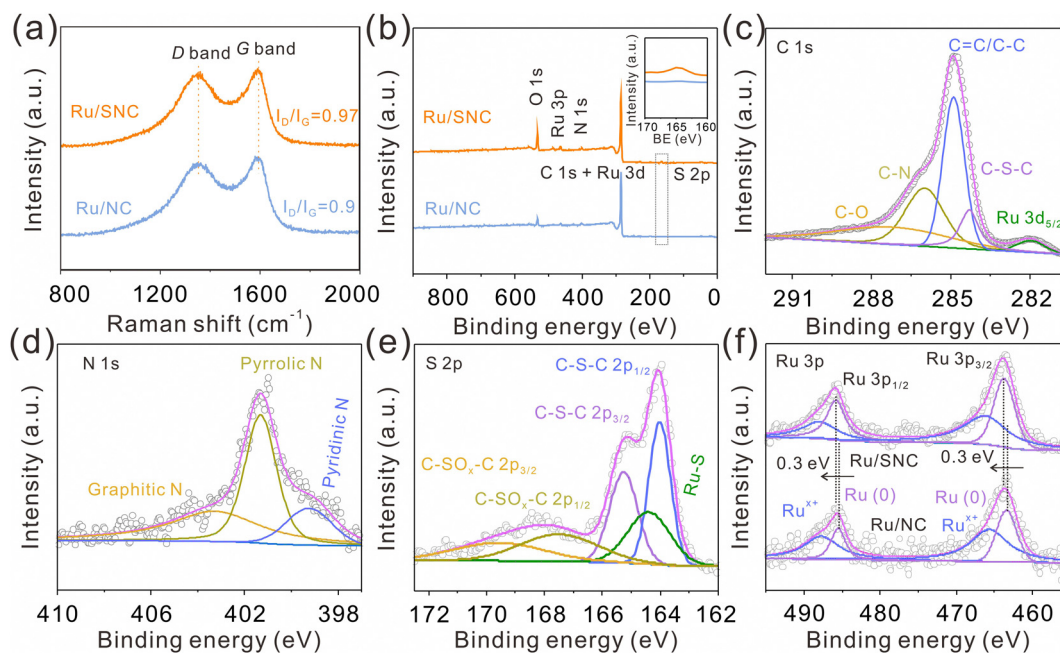 (a)
D band G band
Ru/SNC
I_D/I_G=0.97
Ru/NC
I_D/I_G=0.9
Intensity (a.u.)
800 1200 1600 2000
Raman shift (cm⁻¹)
(b)
O 1s
Ru 3p
N 1s
Ru/SNC
C 1s + Ru 3d
S 2p
Ru/NC
Intensity (a.u.)
170 165 160
BE (eV)
Intensity (a.u.)
800 600 400 200 0
Binding energy (eV)
(c)
C 1s
C=C/C-C
C-N
C-S-C
C-O
Ru 3d₅/₂
Intensity (a.u.)
291 288 285 282
Binding energy (eV)
(d)
N 1s
Pyrrolic N
Pyridinic N
Graphitic N
Intensity (a.u.)
410 406 402 398
Binding energy (eV)
(e)
S 2p
C-S-C 2p₁/₂
C-S-C 2p₃/₂
C-SOₓ-C 2p₃/₂
C-SOₓ-C 2p₁/₂
Ru-S
Intensity (a.u.)
172 170 168 166 164 162
Binding energy (eV)
(f)
Ru 3p
Ru 3p₃/₂
Ru 3p₁/₂
0.3 eV
Ru/SNC
0.3 eV
Ru (0)
Ru (0)
Ruˣ⁺
Ru/NC
Ruˣ⁺
Intensity (a.u.)
490 480 470 460
Binding energy (eV)